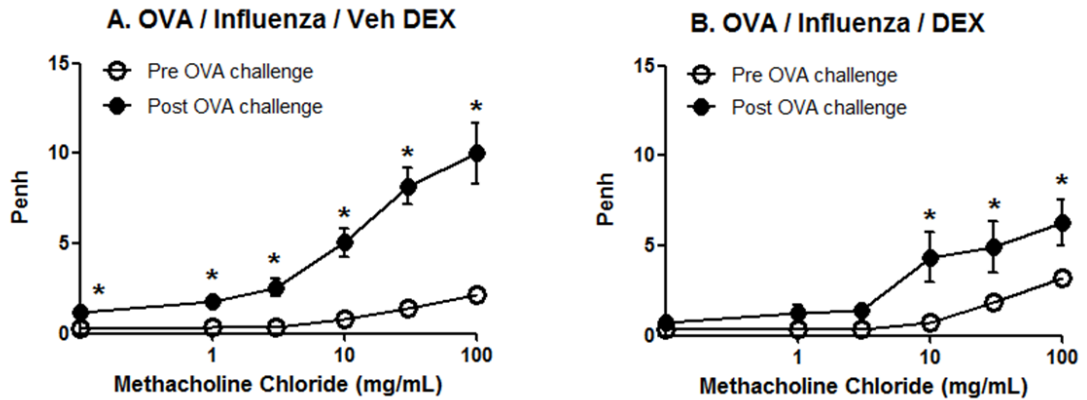 A. OVA / Influenza / Veh DEX
15
Pre OVA challenge
Post OVA challenge
10
Penh
5
0
* * * * * *
1 10 100
Methacholine Chloride (mg/mL)
B. OVA / Influenza / DEX
15
Pre OVA challenge
Post OVA challenge
10
Penh
5
0
* * *
1 10 100
Methacholine Chloride (mg/mL)